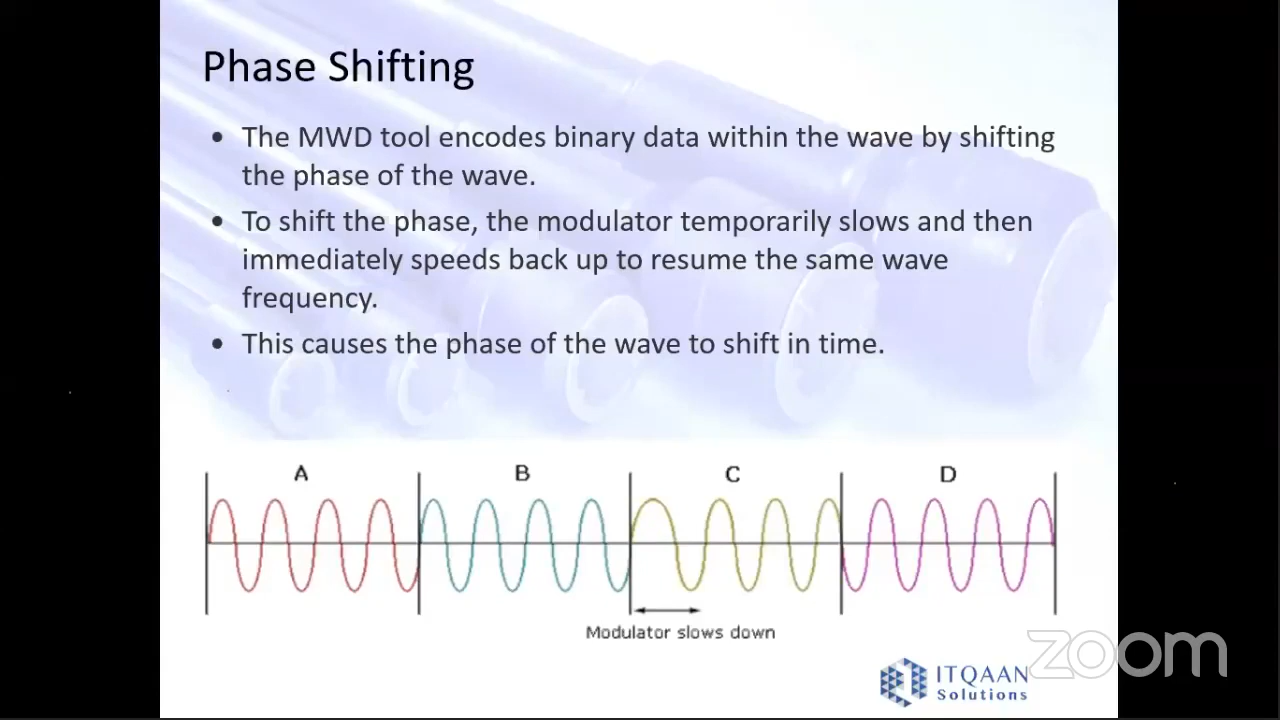 Phase Shifting
• The MWD tool encodes binary data within the wave by shifting
the phase of the wave.
• To shift the phase, the modulator temporarily slows and then
immediately speeds back up to resume the same wave
frequency.
• This causes the phase of the wave to shift in time.
A B C D
Modulator slows down
zoom
ITQAAN
Solutions